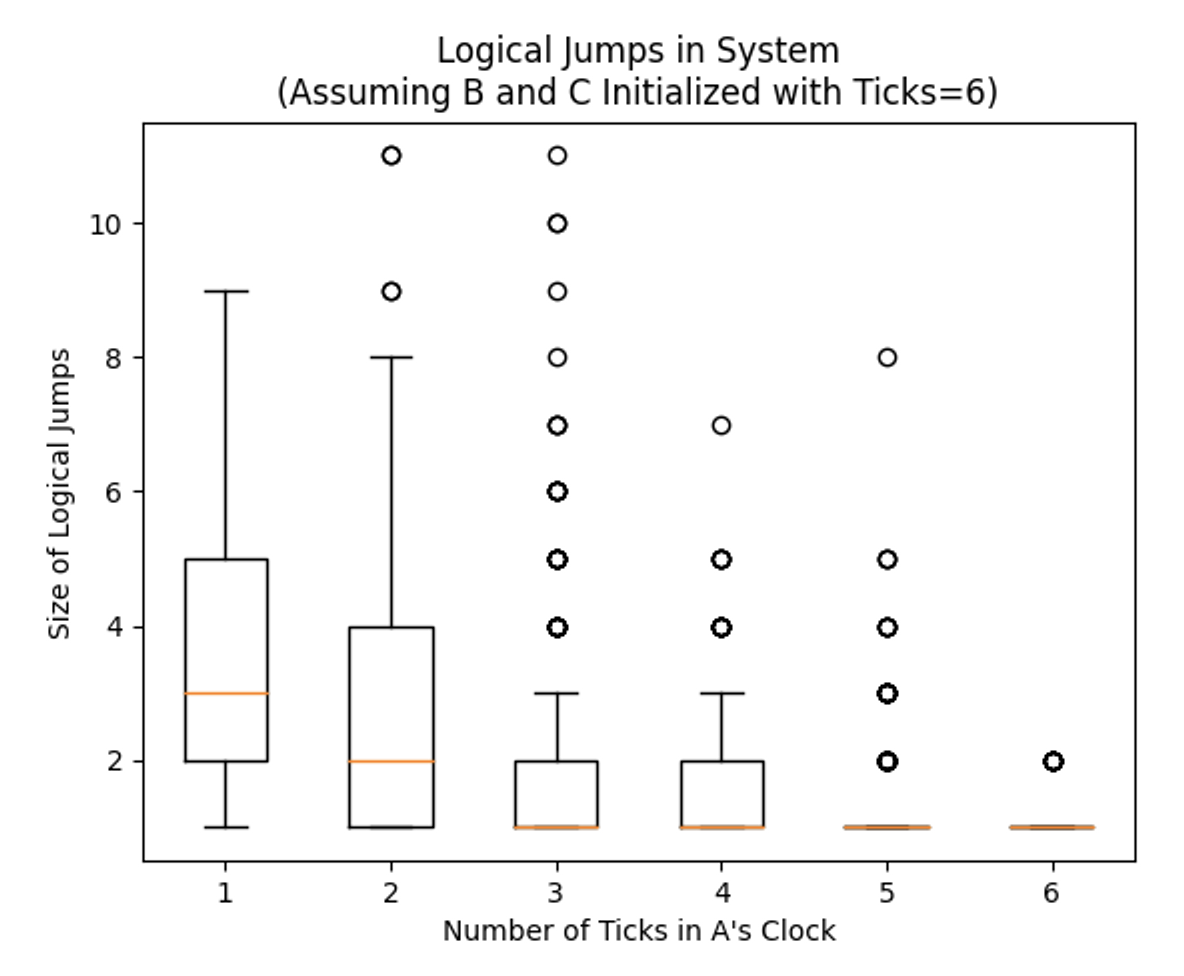 Logical Jumps in System
(Assuming B and C Initialized with Ticks=6)
Size of Logical Jumps
10
8
6
4
2
1 2 3 4 5 6
Number of Ticks in A's Clock